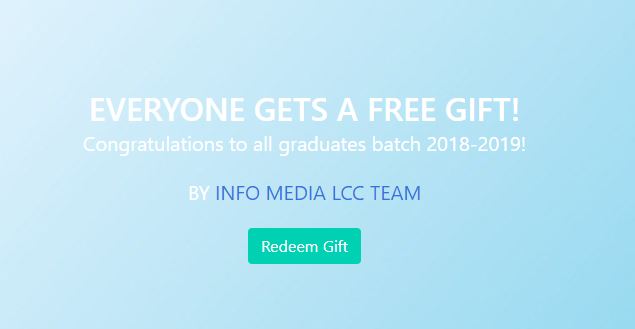 EVERYONE GETS A FREE GIFT!
Congratulations to all graduates batch 2018-2019!
BY INFO MEDIA LCC TEAM
Redeem Gift